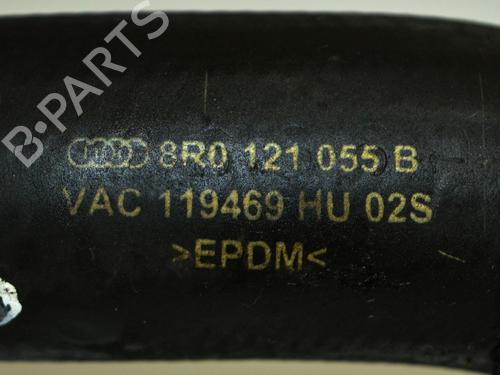 B-PARTS
8R0 121 055 B
VAC 119469 HU 02S
>EPDM<